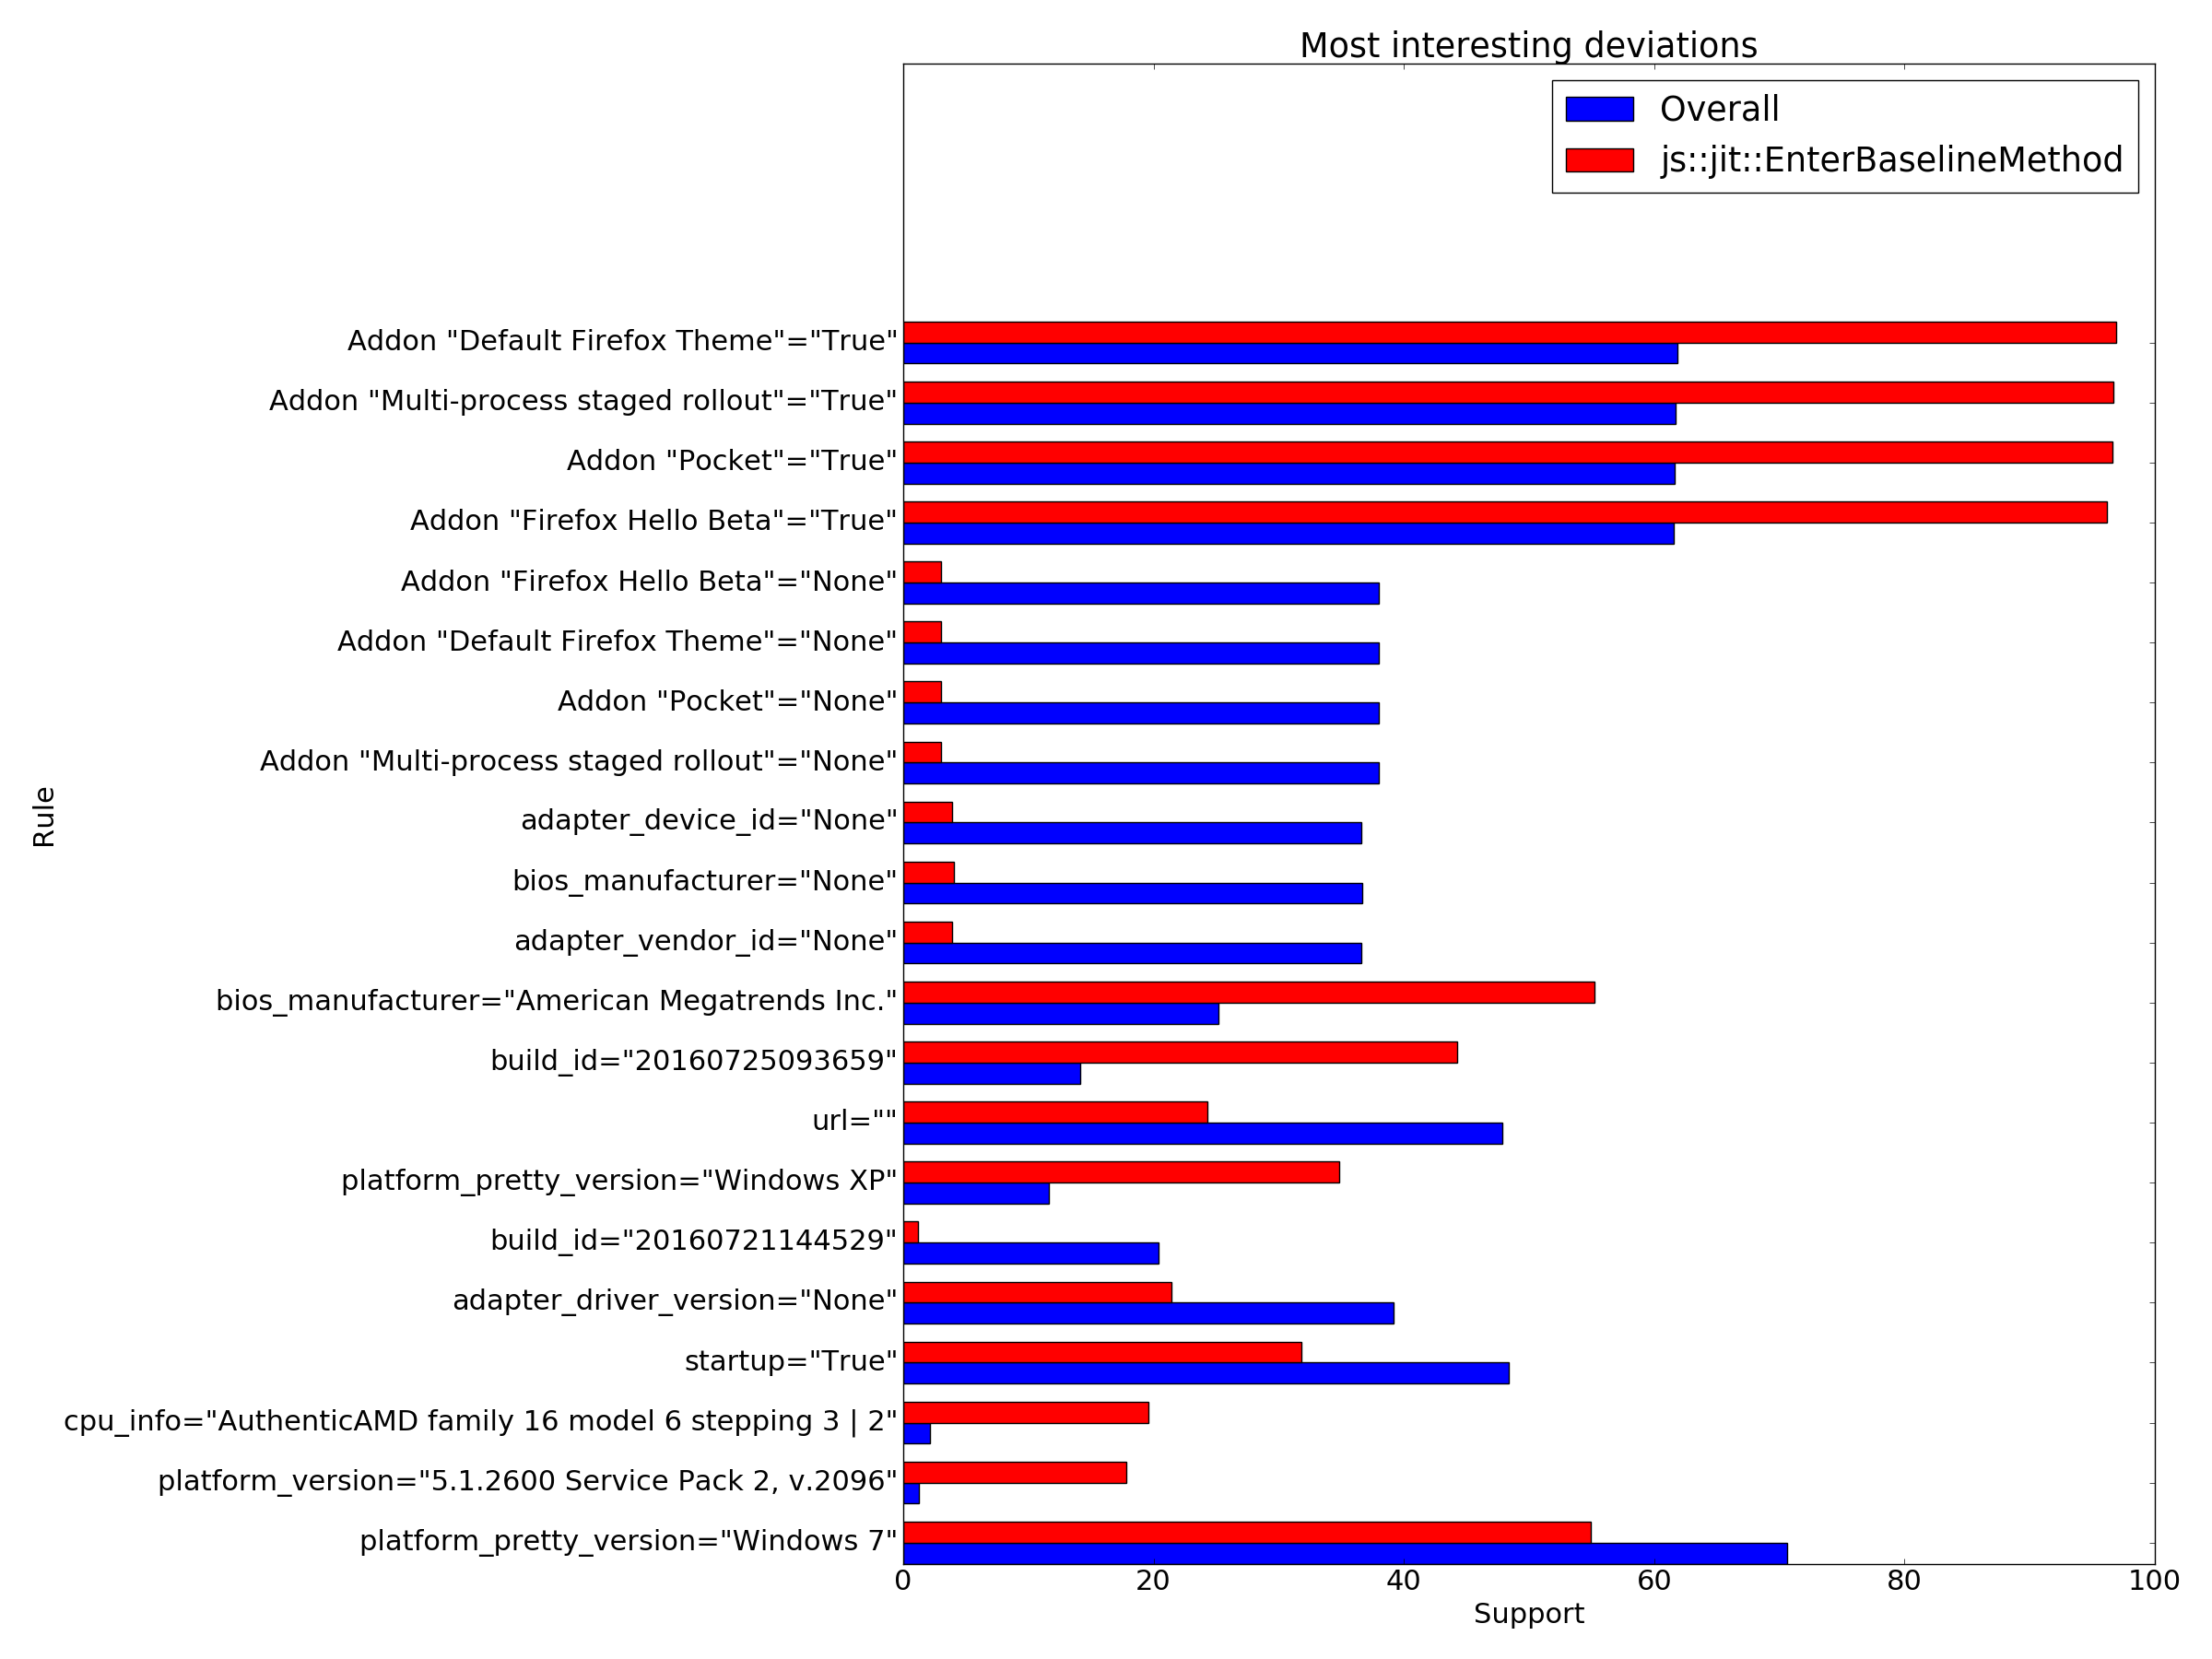 Most interesting deviations
Overall
js::jit::EnterBaselineMethod
Addon "Default Firefox Theme"="True"
Addon "Multi-process staged rollout"="True"
Addon "Pocket"="True"
Addon "Firefox Hello Beta"="True"
Addon "Firefox Hello Beta"="None"
Addon "Default Firefox Theme"="None"
Addon "Pocket"="None"
Addon "Multi-process staged rollout"="None"
adapter_device_id="None"
bios_manufacturer="None"
adapter_vendor_id="None"
bios_manufacturer="American Megatrends Inc."
build_id="20160725093659"
url=""
platform_pretty_version="Windows XP"
build_id="20160721144529"
adapter_driver_version="None"
startup="True"
cpu_info="AuthenticAMD family 16 model 6 stepping 3 | 2"
platform_version="5.1.2600 Service Pack 2, v.2096"
platform_pretty_version="Windows 7"
Rule
0 20 40 60 80 100
Support